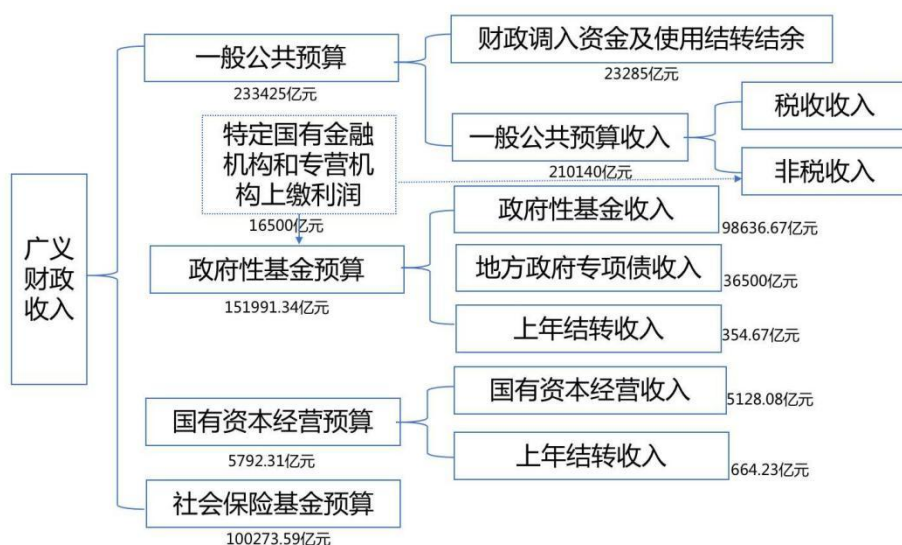 广义
财政
收入
一般公共预算
233425亿元
财政调入资金及使用结转结余
23285亿元
一般公共预算收入
210140亿元
税收收入
非税收入
特定国有金融
机构和专营机
构上缴利润
16500亿元
政府性基金预算
151991.34亿元
政府性基金收入
98636.67亿元
地方政府专项债收入
36500亿元
上年结转收入
354.67亿元
国有资本经营预算
5792.31亿元
国有资本经营收入
5128.08亿元
上年结转收入
664.23亿元
社会保险基金预算
100273.59亿元